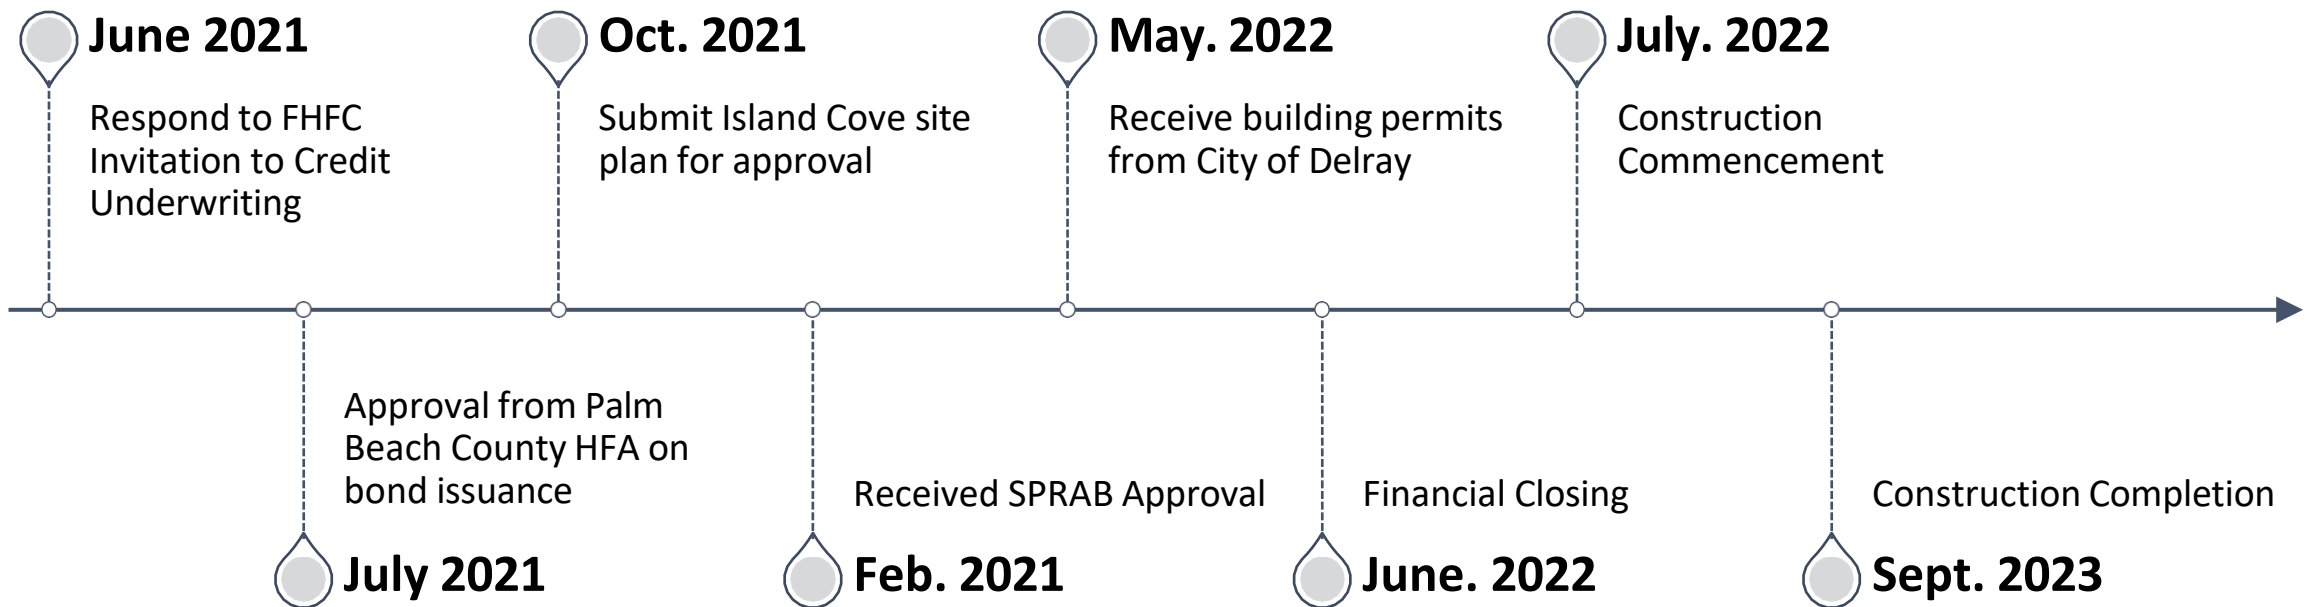 June 2021
Respond to FHFC
Invitation to Credit
Underwriting
Approval from Palm
Beach County HFA on
bond issuance
July 2021
Oct. 2021
Submit Island Cove site
plan for approval
Received SPRAB Approval
Feb. 2021
May. 2022
Receive building permits
from City of Delray
Financial Closing
June. 2022
July. 2022
Construction
Commencement
Construction Completion
Sept. 2023